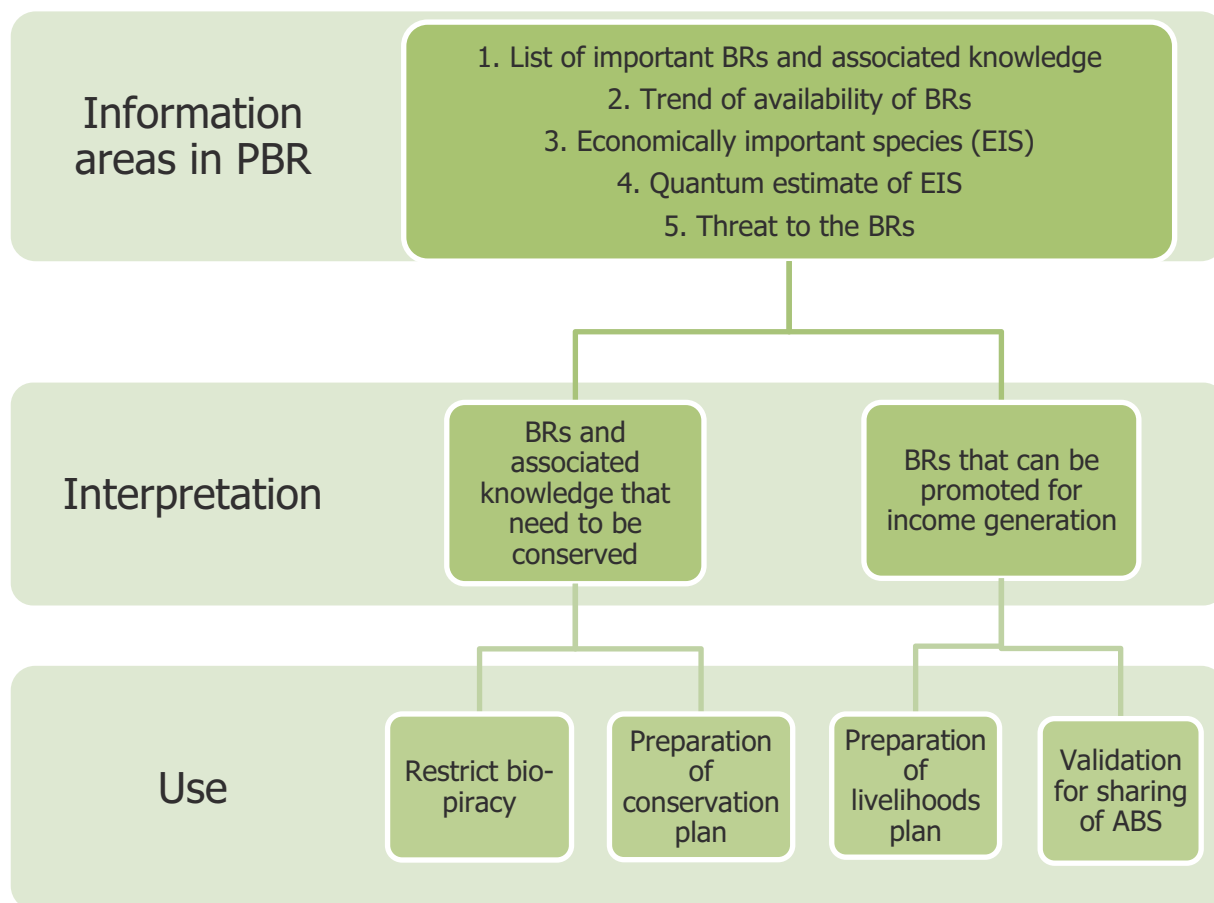 Information
areas in PBR
1. List of important BRs and associated knowledge
2. Trend of availability of BRs
3. Economically important species (EIS)
4. Quantum estimate of EIS
5. Threat to the BRs
Interpretation
BRs and
associated
knowledge that
need to be
conserved
BRs that can be
promoted for
income generation
Use
Restrict bio-
piracy
Preparation
of
conservation
plan
Preparation
of
livelihoods
plan
Validation
for sharing
of ABS